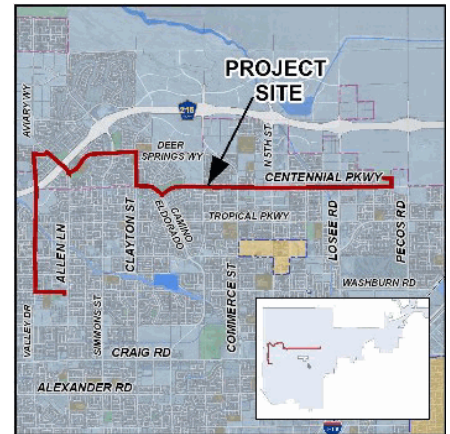 PROJECT
SITE
AVIARY WY
215
N 5TH ST
DEER
SPRINGS WY
CENTENNIAL PKWY
ALLEN LN
CLAYTON ST
CAMINO
ELDORADO
TROPICAL PKWY
LOSEE RD
PECOS RD
VALLEY DR
SIMMONS ST
COMMERCE ST
WASHBURN RD
CRAIG RD
ALEXANDER RD